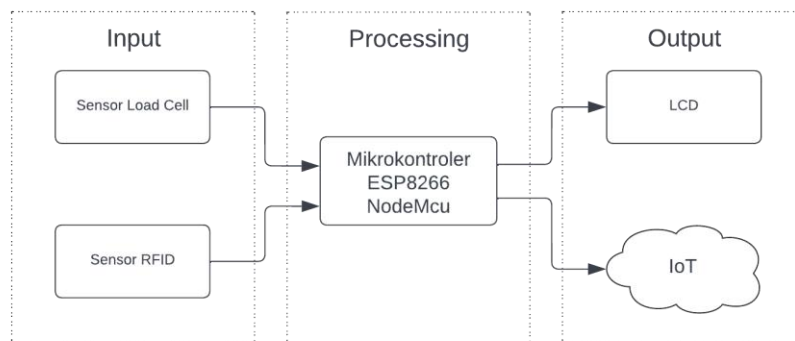 Input
Processing
Output
Sensor Load Cell
LCD
Mikrokontroler
ESP8266
NodeMcu
Sensor RFID
IoT